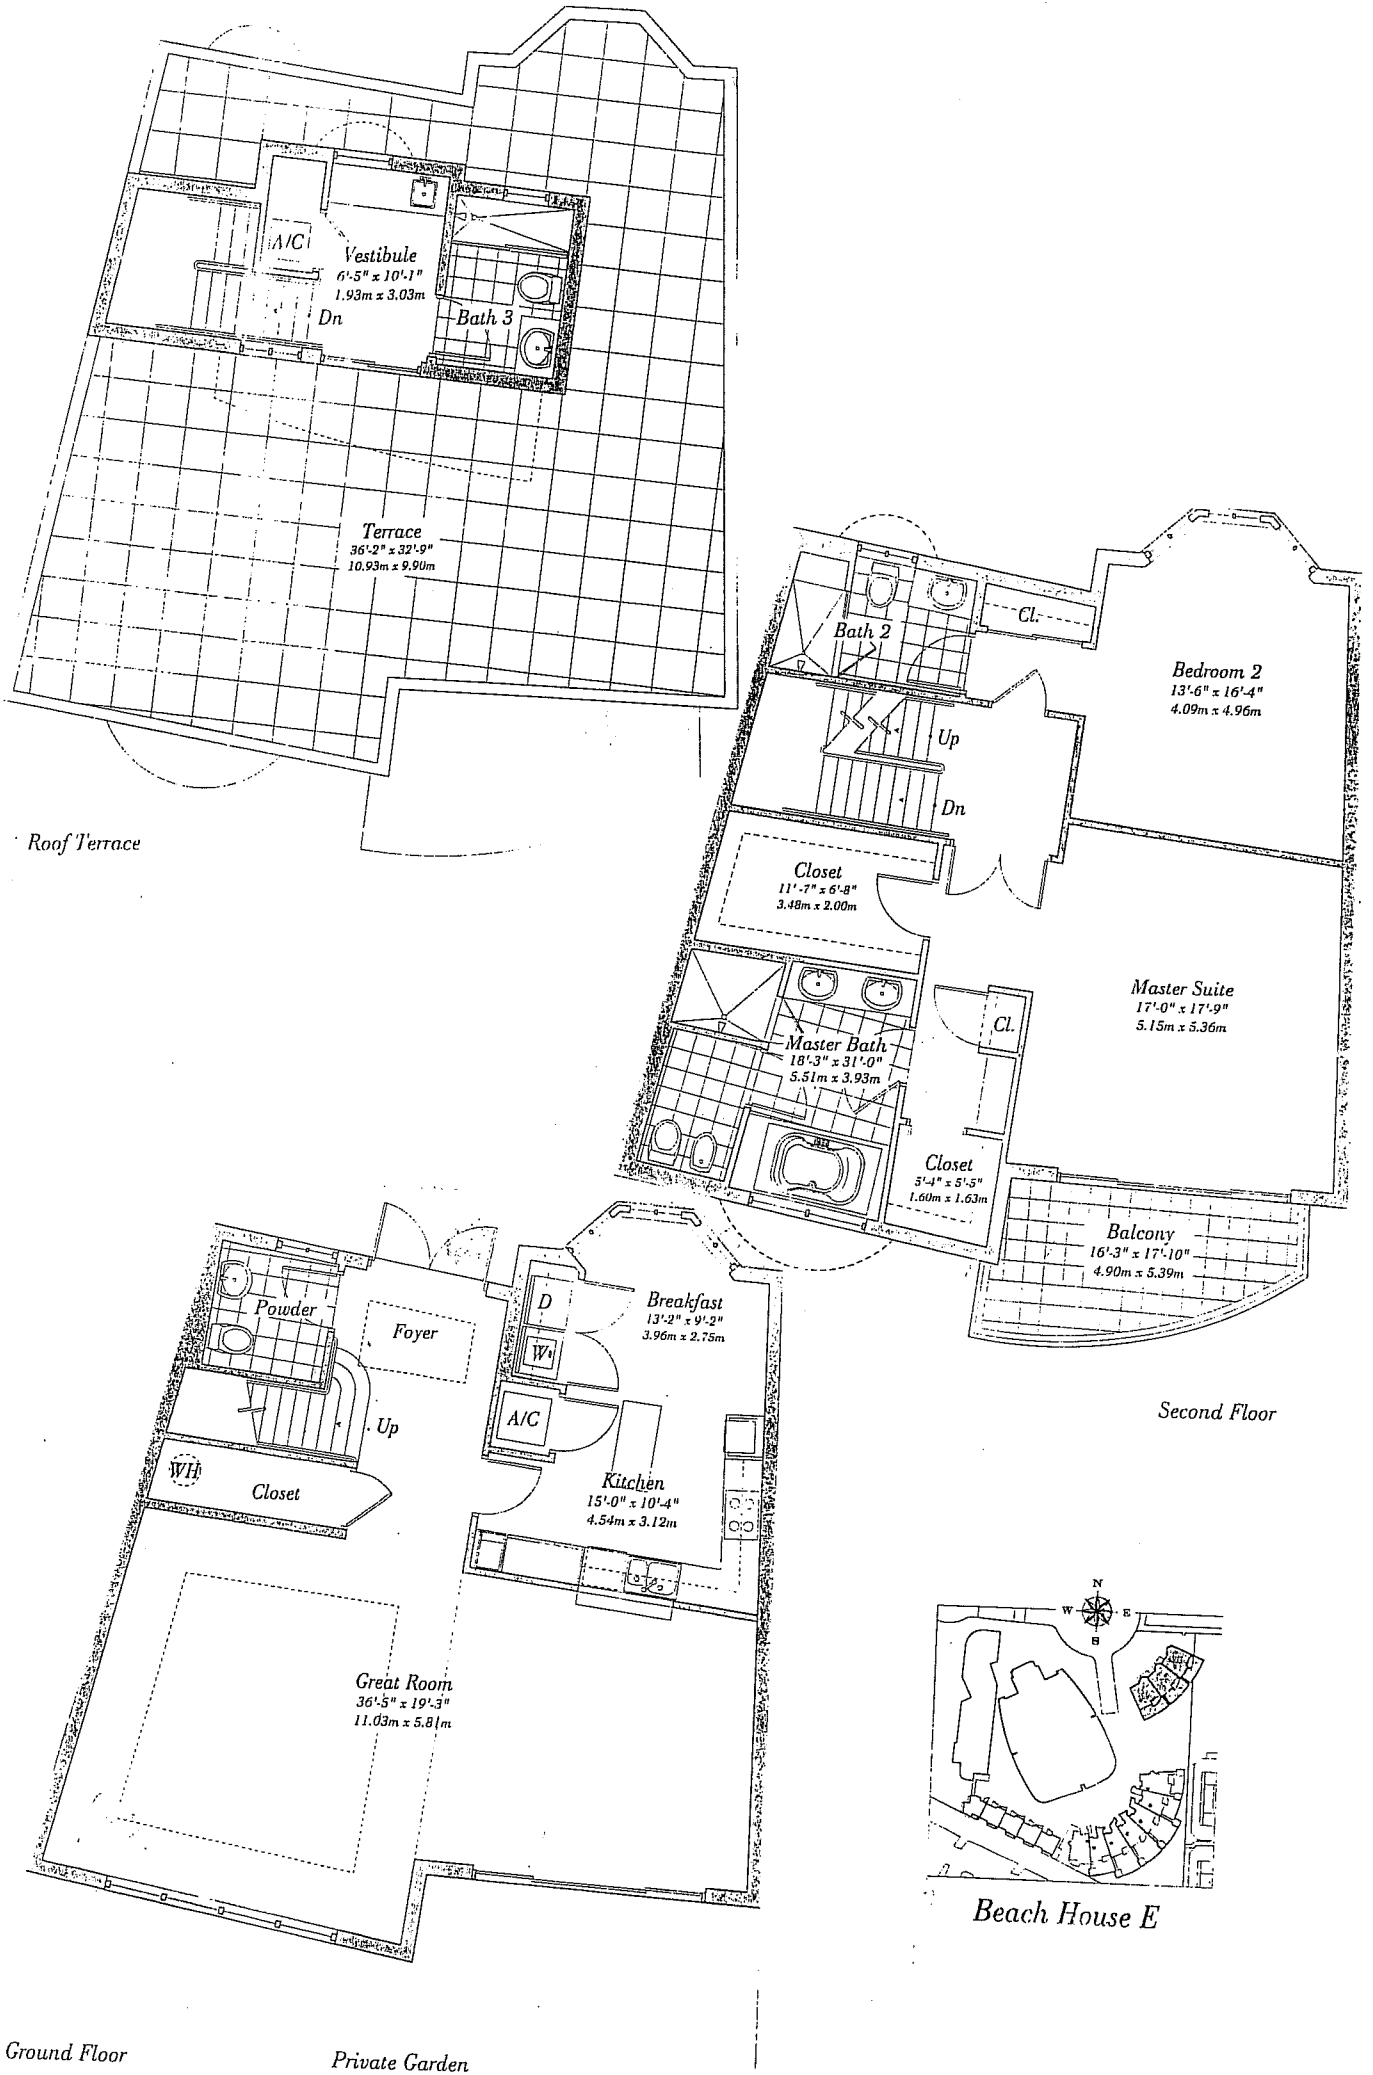 A/C
Vestibule
6'-5" x 10'-1"
1.93m x 3.03m
Dn
Bath 3
Terrace
36'-2" x 32'-9"
10.93m x 9.90m
Roof Terrace
Bath 2
Cl.
Bedroom 2
13'-6" x 16'-4"
4.09m x 4.96m
Up
Dn
Closet
11'-7" x 6'-8"
3.48m x 2.00m
Master Suite
17'-0" x 17'-9"
5.15m x 5.36m
Cl.
Master Bath
18'-3" x 31'-0"
5.51m x 3.93m
Closet
5'-4" x 5'-5"
1.60m x 1.63m
Balcony
16'-3" x 17'-10"
4.90m x 5.39m
Second Floor
Powder
Foyer
D
W
Breakfast
13'-2" x 9'-2"
3.96m x 2.75m
A/C
Up
WH
Closet
Kitchen
15'-0" x 10'-4"
4.54m x 3.12m
Great Room
36'-5" x 19'-3"
11.03m x 5.81m
N
W
E
S
Beach House E
Ground Floor
Private Garden